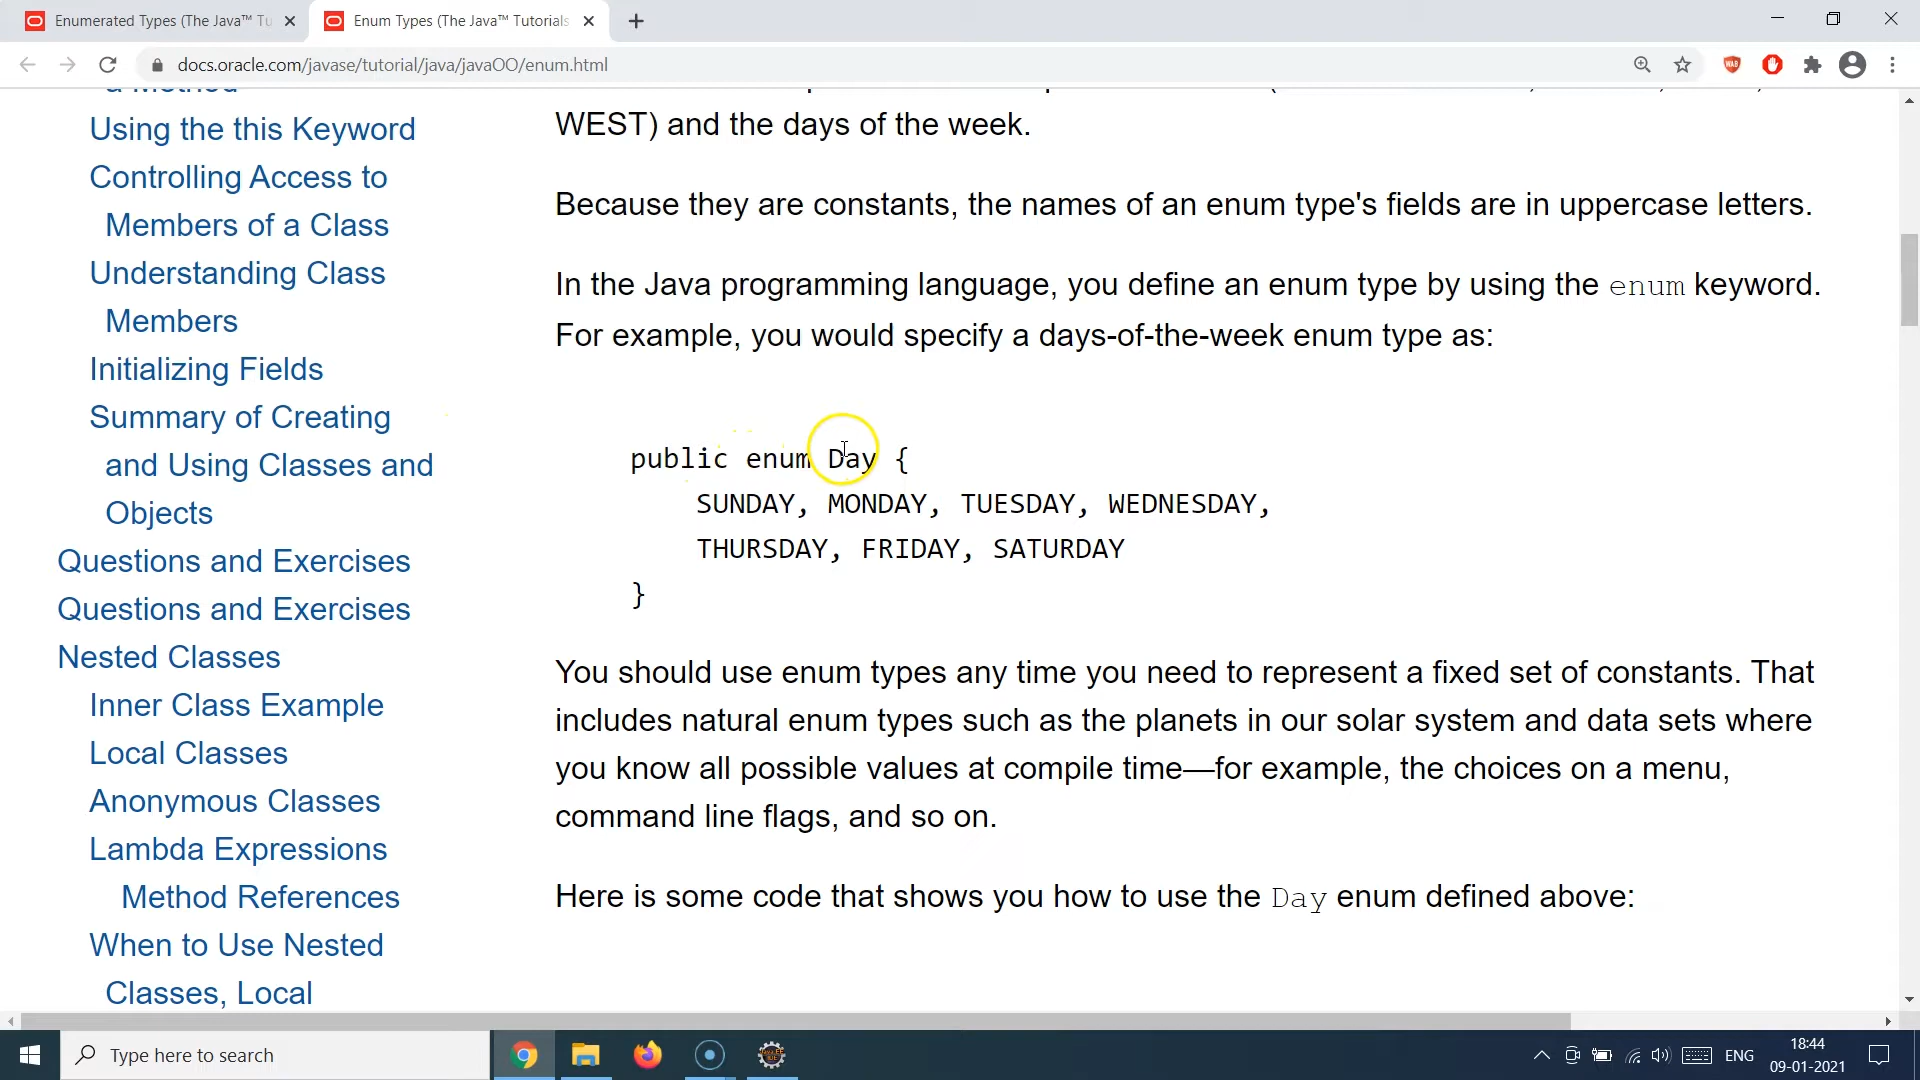 Enumerated Types (The Java™ Tu
Enum Types (The Java™ Tutorials
docs.oracle.com/javase/tutorial/java/javaOO/enum.html
a Method
Using the this Keyword
Controlling Access to
Members of a Class
Understanding Class
Members
Initializing Fields
Summary of Creating
and Using Classes and
Objects
Questions and Exercises
Questions and Exercises
Nested Classes
Inner Class Example
Local Classes
Anonymous Classes
Lambda Expressions
Method References
When to Use Nested
Classes, Local
WEST) and the days of the week.
Because they are constants, the names of an enum type's fields are in uppercase letters.
In the Java programming language, you define an enum type by using the enum keyword.
For example, you would specify a days-of-the-week enum type as:
public enum Day {
SUNDAY, MONDAY, TUESDAY, WEDNESDAY,
THURSDAY, FRIDAY, SATURDAY
}
You should use enum types any time you need to represent a fixed set of constants. That
includes natural enum types such as the planets in our solar system and data sets where
you know all possible values at compile time—for example, the choices on a menu,
command line flags, and so on.
Here is some code that shows you how to use the Day enum defined above:
Type here to search
ENG
18:44
09-01-2021